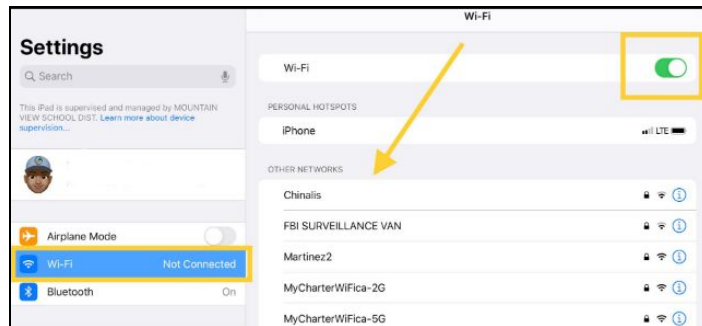 Wi-Fi
Settings
Search
This iPad is supervised and managed by MOUNTAIN
VIEW SCHOOL DIST. Learn more about device
supervision...
Airplane Mode
Wi-Fi Not Connected
Bluetooth On
Wi-Fi
PERSONAL HOTSPOTS
iPhone LTE
OTHER NETWORKS
Chinalis
FBI SURVEILLANCE VAN
Martinez2
MyCharterWiFica-2G
MyCharterWiFica-5G